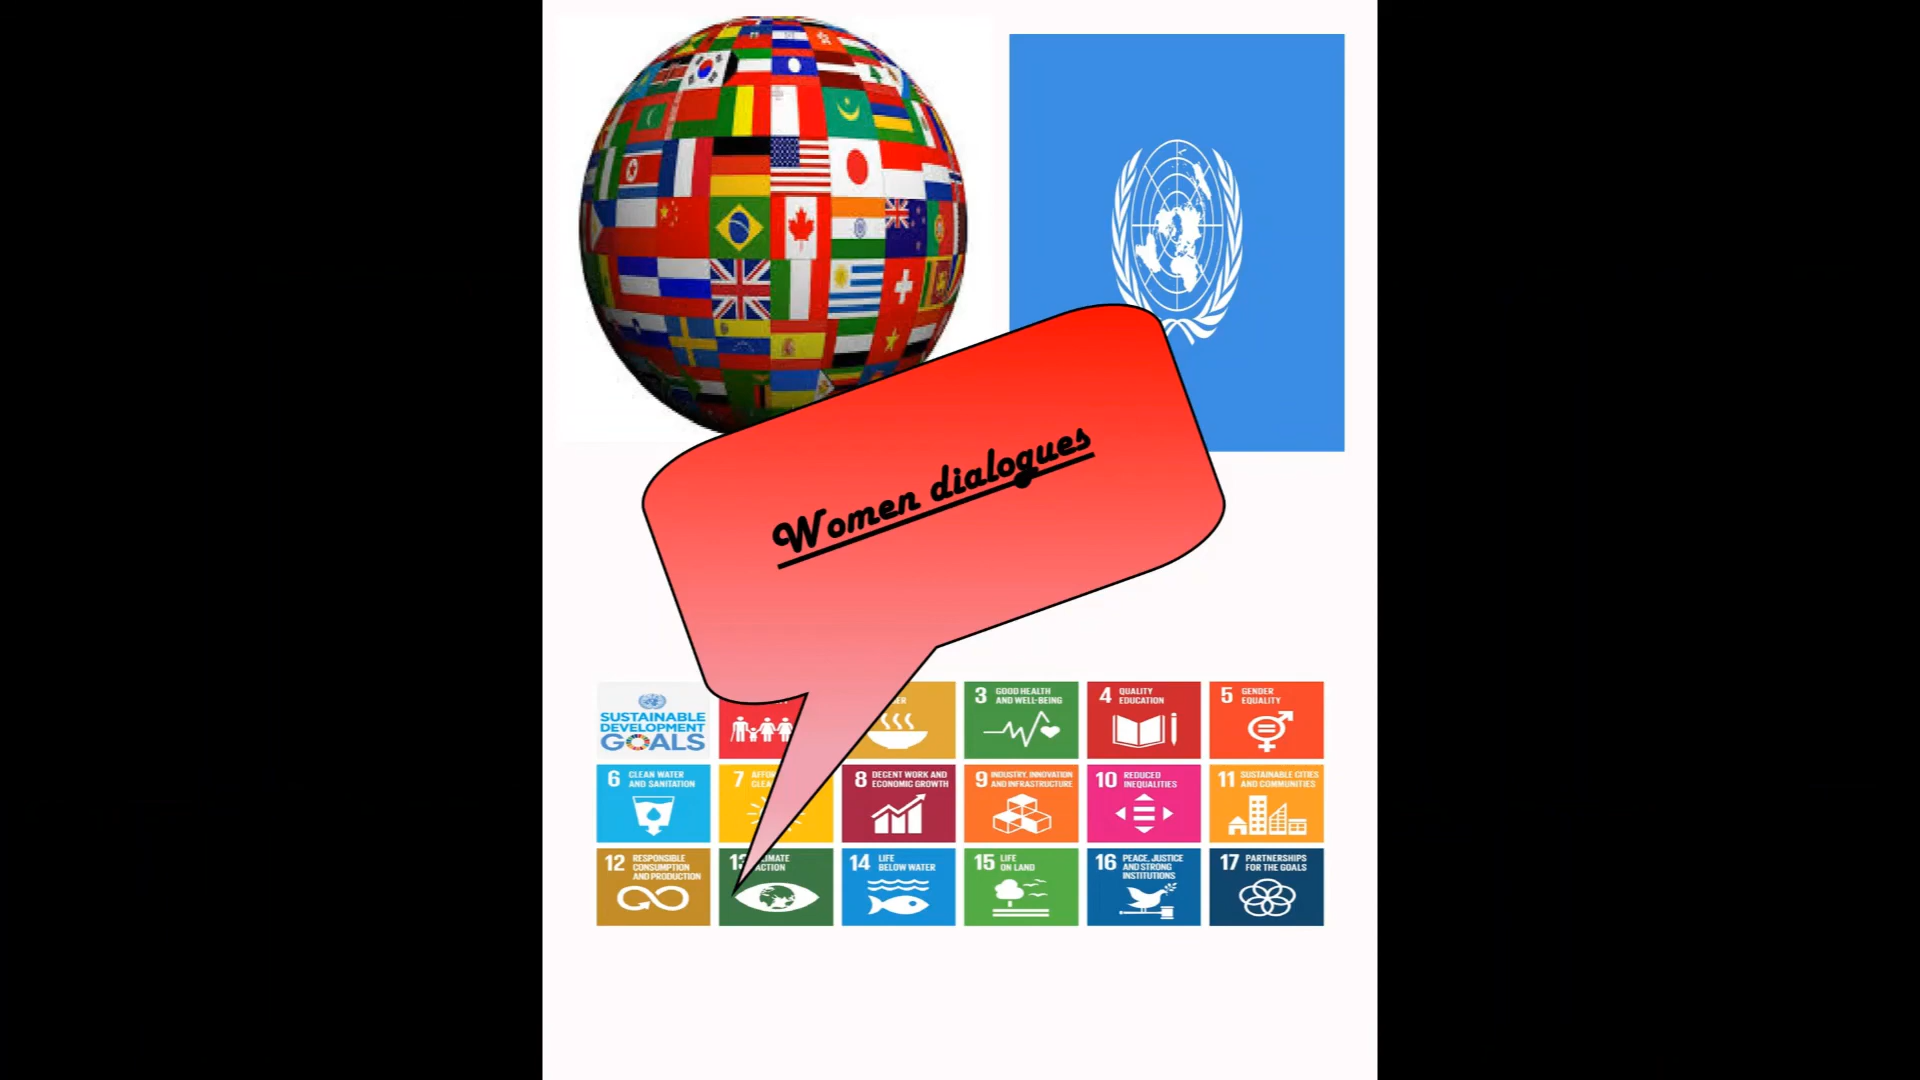 Women dialogues
SUSTAINABLE
DEVELOPMENT
GOALS
3 GOOD HEALTH
AND WELL-BEING
4 QUALITY
EDUCATION
5 GENDER
EQUALITY
6 CLEAN WATER
AND SANITATION
7
8 DECENT WORK AND
ECONOMIC GROWTH
9 INDUSTRY, INNOVATION
AND INFRASTRUCTURE
10 REDUCED
INEQUALITIES
11 SUSTAINABLE CITIES
AND COMMUNITIES
12 RESPONSIBLE
CONSUMPTION
AND PRODUCTION
13 CLIMATE
ACTION
14 LIFE
BELOW WATER
15 LIFE
ON LAND
16 PEACE, JUSTICE
AND STRONG
INSTITUTIONS
17 PARTNERSHIPS
FOR THE GOALS